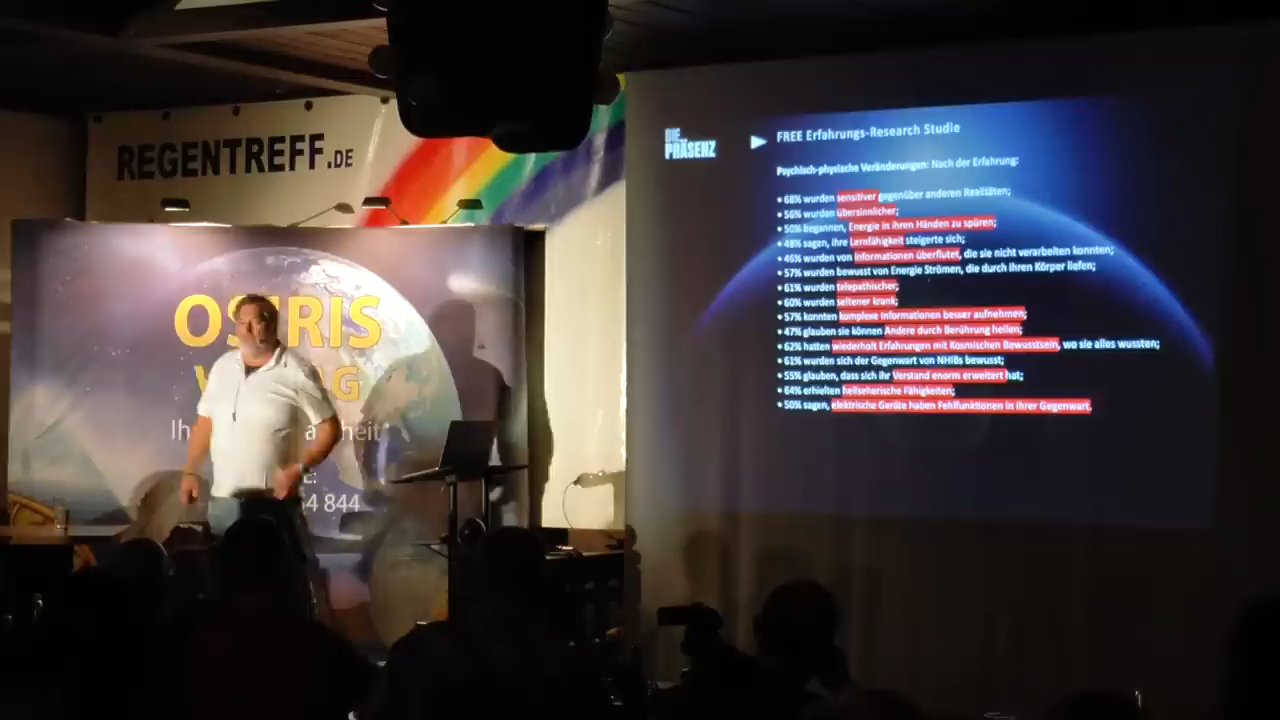 REGENTREFF.DE
OSIRIS
Ih
heit
64 844
DIE
PRÄSENZ
FREE Erfahrungs-Research Studie
Psychisch-physische Veränderungen: Nach der Erfahrung:
• 68% wurden sensitiver gegenüber anderen Realitäten;
• 56% wurden übersinnlicher;
• 50% begannen, Energie in ihren Händen zu spüren;
• 48% sagen, ihre Lernfähigkeit steigerte sich;
• 46% wurden von Informationen überflutet, die sie nicht verarbeiten konnten;
• 57% wurden bewusst von Energie Strömen, die durch Ihren Körper liefen;
• 61% wurden telepathischer;
• 60% wurden seltener krank;
• 57% konnten komplexe Informationen besser aufnehmen;
• 47% glauben sie können Andere durch Berührung heilen;
• 62% hatten wiederholt Erfahrungen mit Kosmischen Bewusstsein, wo sie alles wussten;
• 61% wurden sich der Gegenwart von NHIBs bewusst;
• 55% glauben, dass sich ihr Verstand enorm erweitert hat;
• 64% erhielten hellseherische Fähigkeiten;
• 50% sagen, elektrische Geräte haben Fehlfunktionen in ihrer Gegenwart.